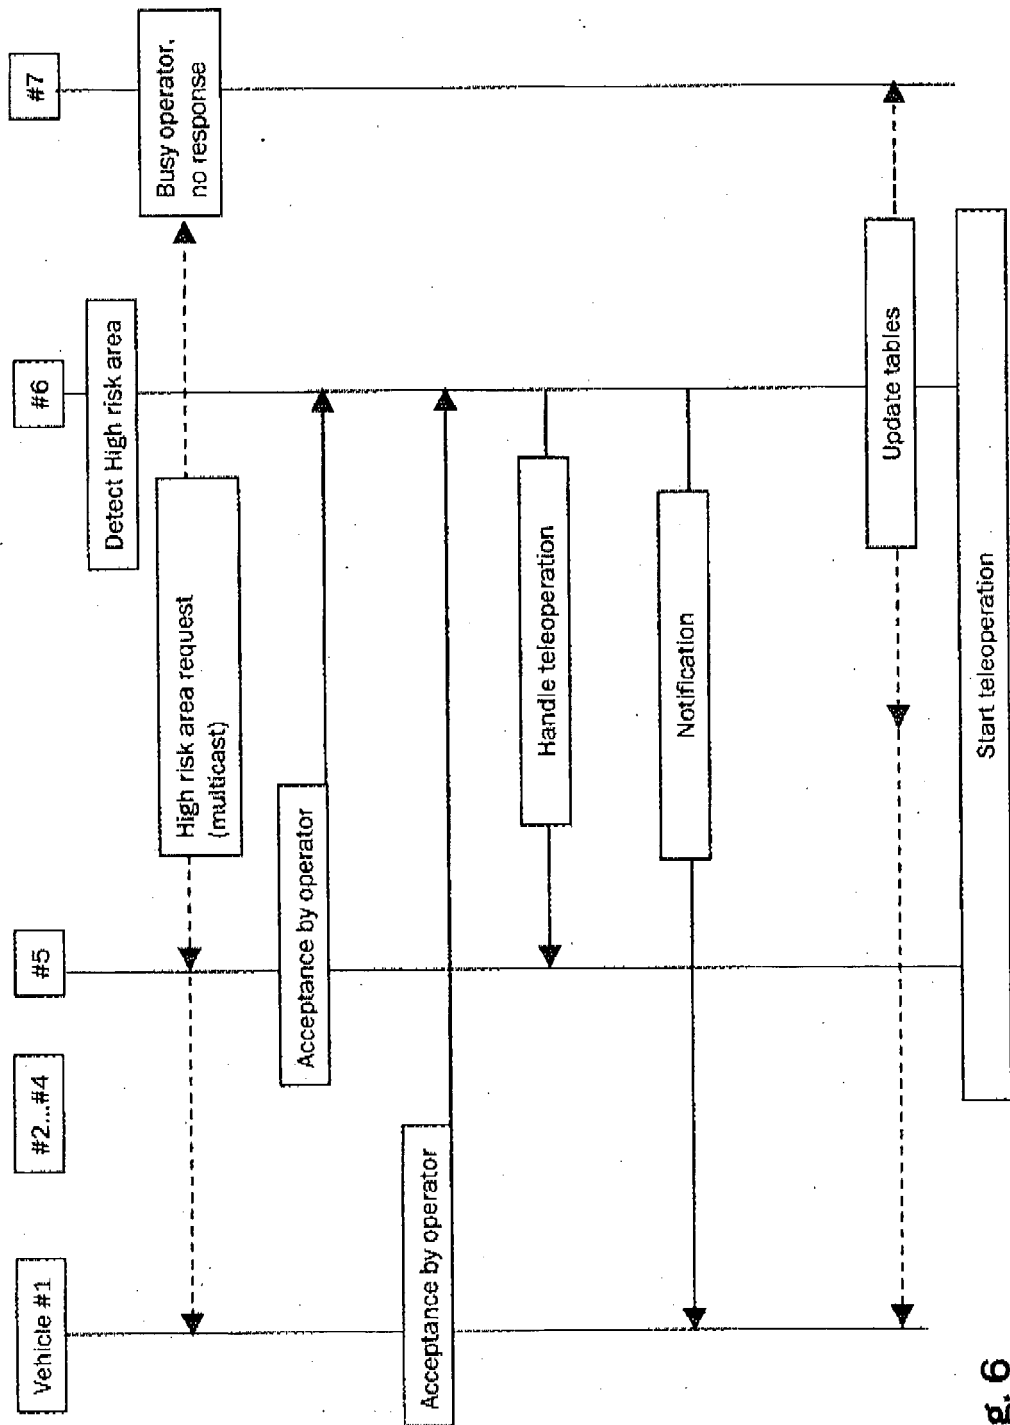 Vehicle #1
#2...#4
#5
#6
#7
Detect High risk area
High risk area request
(multicast)
Busy operator,
no response
Acceptance by operator
Acceptance by operator
Handle teleoperation
Notification
Update tables
Start teleoperation
g. 6